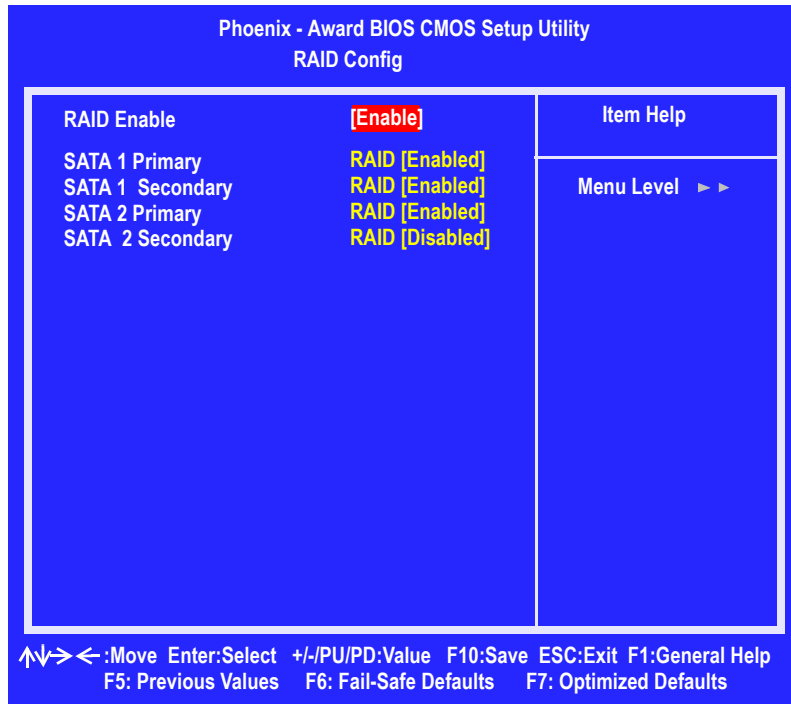 Phoenix - Award BIOS CMOS Setup Utility
RAID Config
RAID Enable [Enable]
SATA 1 Primary RAID [Enabled]
SATA 1 Secondary RAID [Enabled]
SATA 2 Primary RAID [Enabled]
SATA 2 Secondary RAID [Disabled]
Item Help
Menu Level ►►
↑↓→← :Move Enter:Select +/-/PU/PD:Value F10:Save ESC:Exit F1:General Help
F5: Previous Values F6: Fail-Safe Defaults F7: Optimized Defaults